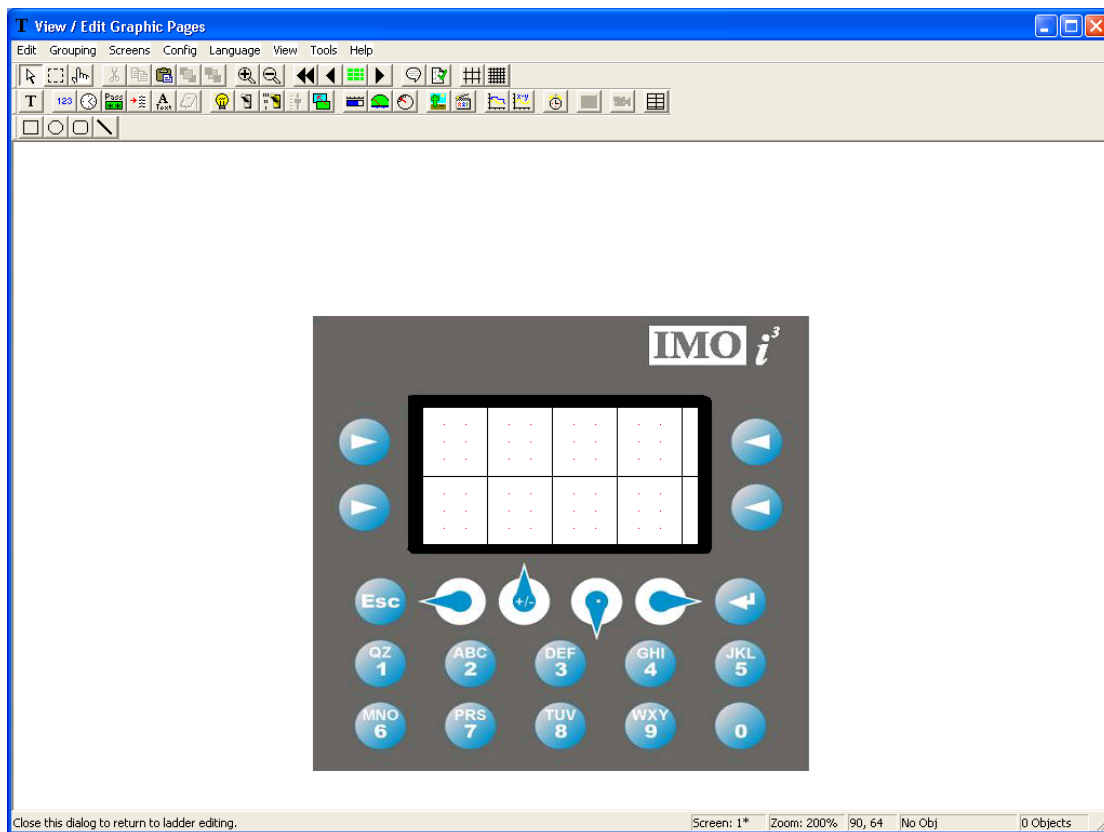 T View / Edit Graphic Pages
Edit Grouping Screens Config Language View Tools Help
T 123 Pass A Text X-Y
IMO i³
Esc +/- .
QZ ABC DEF GHI JKL
1 2 3 4 5
MNO PRS TUV WXY
6 7 8 9 0
Close this dialog to return to ladder editing. Screen: 1* Zoom: 200% 90, 64 No Obj 0 Objects